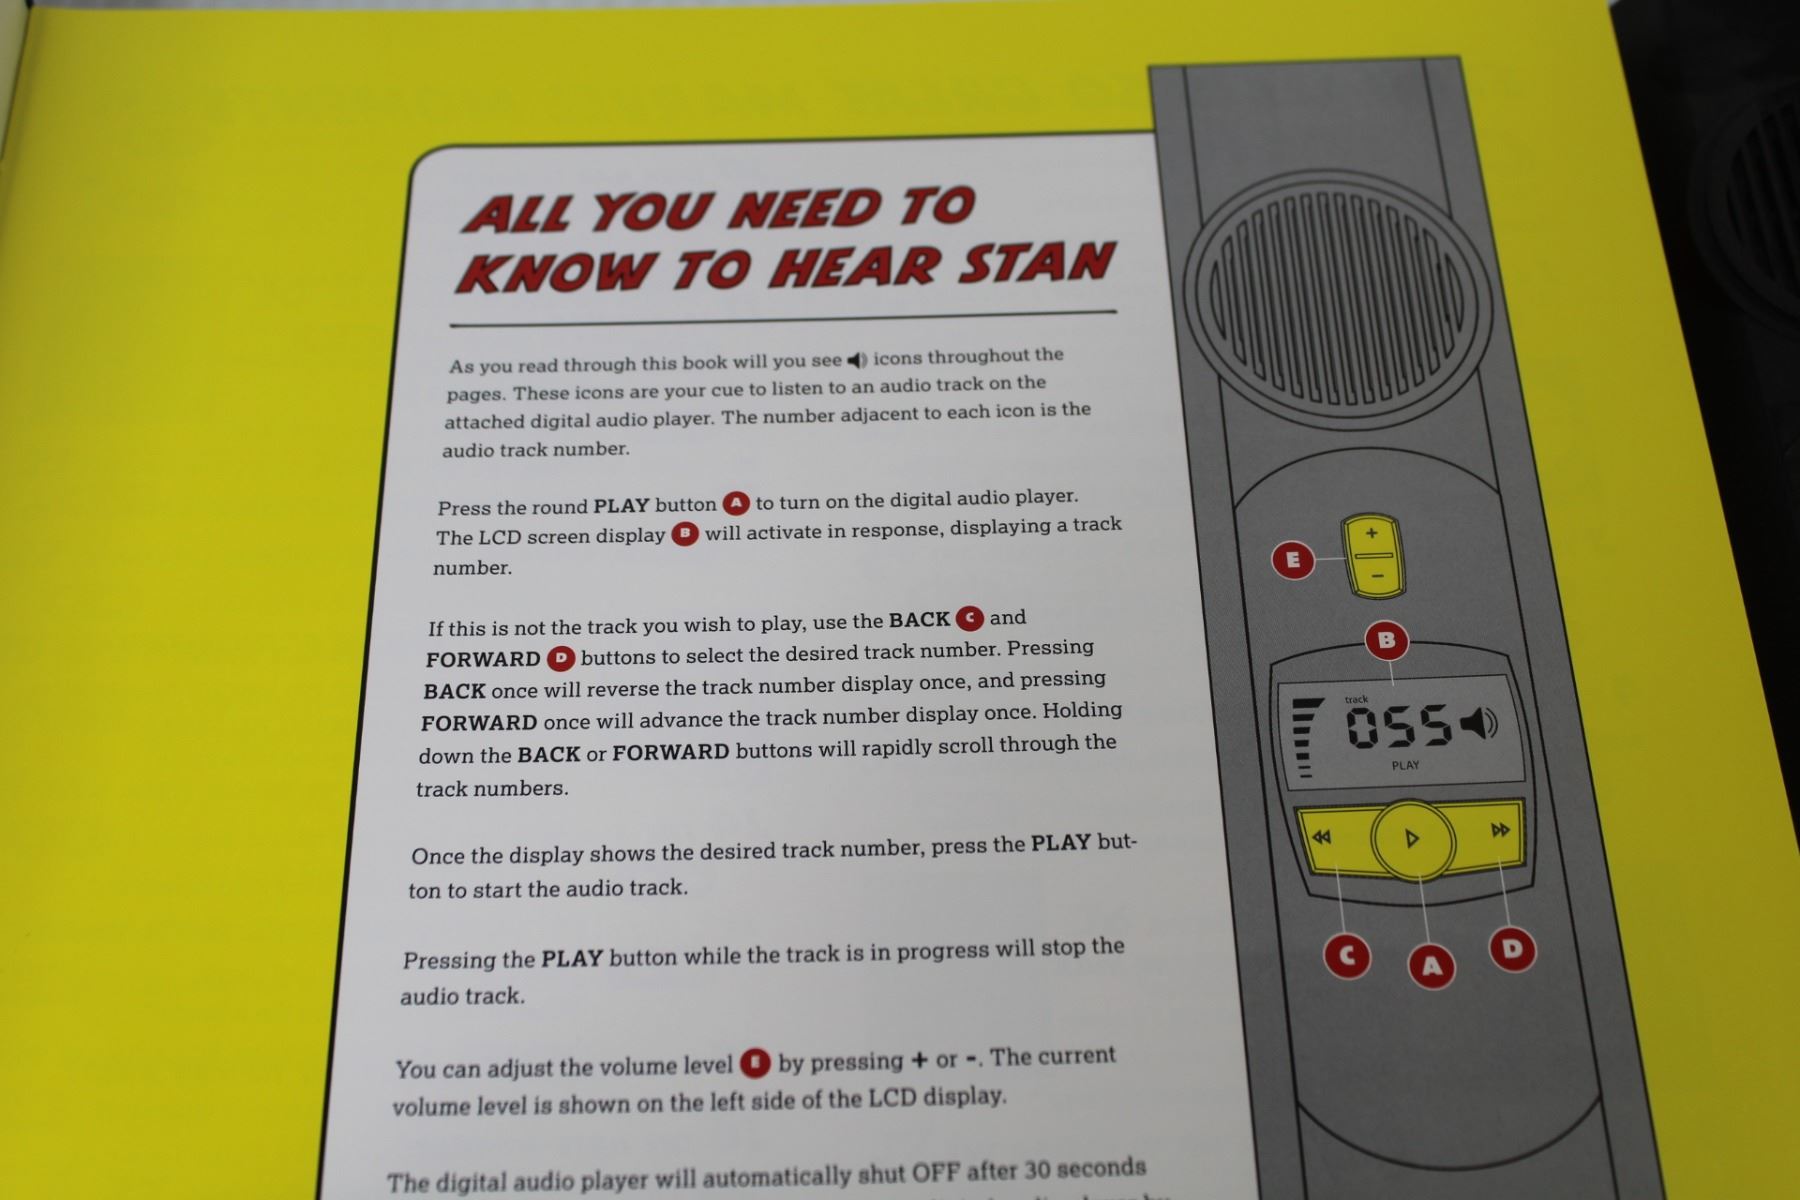 ALL YOU NEED TO
KNOW TO HEAR STAN
As you read through this book will you see icons throughout the
pages. These icons are your cue to listen to an audio track on the
attached digital audio player. The number adjacent to each icon is the
audio track number.
Press the round PLAY button A to turn on the digital audio player.
The LCD screen display B will activate in response, displaying a track
number.
If this is not the track you wish to play, use the BACK C and
FORWARD D buttons to select the desired track number. Pressing
BACK once will reverse the track number display once, and pressing
FORWARD once will advance the track number display once. Holding
down the BACK or FORWARD buttons will rapidly scroll through the
track numbers.
Once the display shows the desired track number, press the PLAY but-
ton to start the audio track.
Pressing the PLAY button while the track is in progress will stop the
audio track.
You can adjust the volume level E by pressing + or -. The current
volume level is shown on the left side of the LCD display.
The digital audio player will automatically shut OFF after 30 seconds
+
E
-
B
track
055
PLAY
C
A
D